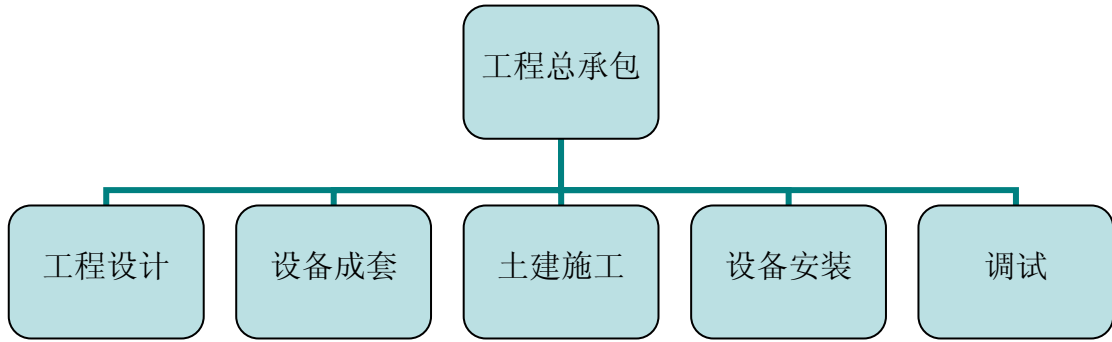 工程总承包
工程设计
设备成套
土建施工
设备安装
调试